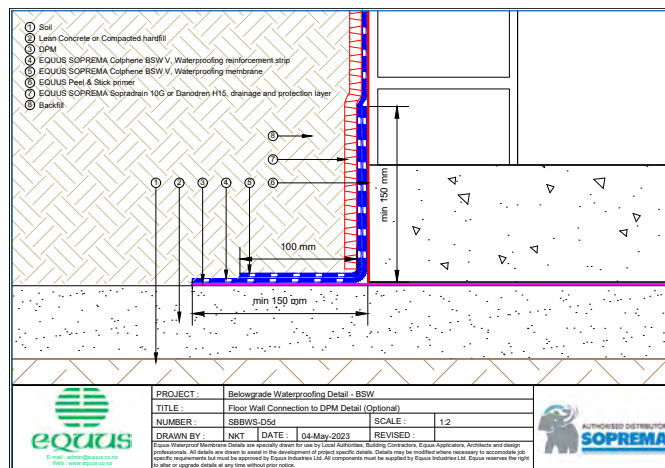 1 Soil
2 Lean Concrete or Compacted hardfill
3 DPM
4 EQUUS SOPREMA Colphene BSW V, Waterproofing reinforcement strip
5 EQUUS SOPREMA Colphene BSW V, Waterproofing membrane
6 EQUUS Peel & Stick primer
7 EQUUS SOPREMA Sopradrain 10G or Danodren H15, drainage and protection layer
8 Backfill
8
7
1 2 3 4 5 6
min 150 mm
100 mm
min 150 mm
equus
E-mail : admin@equus.co.nz
Web : www.equus.co.nz
PROJECT : Belowgrade Waterproofing Detail - BSW
TITLE : Floor Wall Connection to DPM Detail (Optional)
NUMBER : SBBWS-D5d SCALE : 1:2
DRAWN BY : NKT DATE : 04-May-2023 REVISED :
Equus Waterproof Membrane Details are specially drawn for use by Local Authorities, Building Contractors, Equus Applicators, Architects and design
professionals. All details are drawn to assist in the development of project specific details. Details may be modified where necessary to accomodate job
specific requirements but must be approved by Equus Industries Ltd. All components must be supplied by Equus Industries Ltd. Equus reserves the right
to alter or upgrade details at any time without prior notice.
AUTHORISED DISTRIBUTOR
SOPREMA